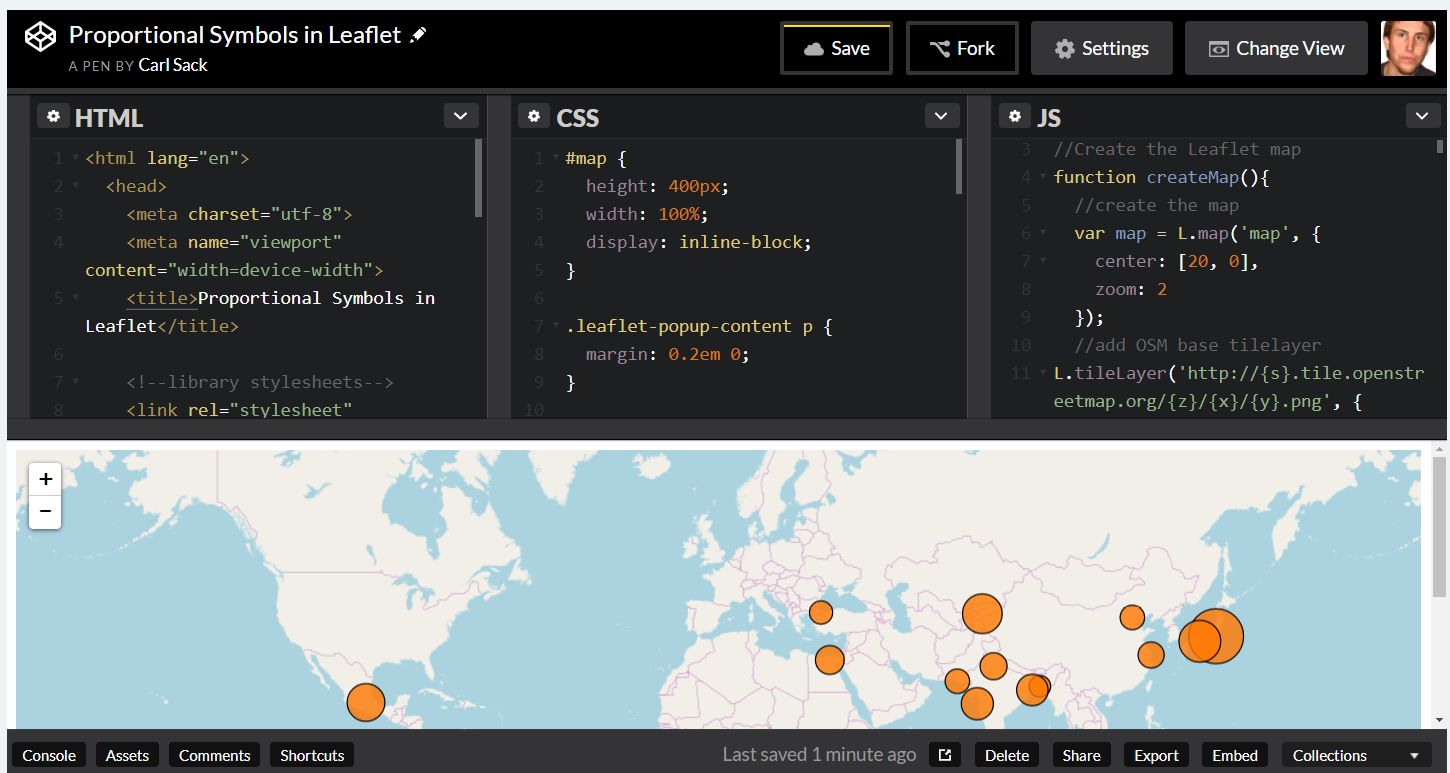 Proportional Symbols in Leaflet
A PEN BY Carl Sack
Save
Fork
Settings
Change View
HTML
1 <html lang="en">
2 <head>
3 <meta charset="utf-8">
4 <meta name="viewport"
content="width=device-width">
5 <title>Proportional Symbols in
Leaflet</title>
6
7 <!--library stylesheets-->
8 <link rel="stylesheet"
CSS
1 #map {
2 height: 400px;
3 width: 100%;
4 display: inline-block;
5 }
6
7 .leaflet-popup-content p {
8 margin: 0.2em 0;
9 }
10
JS
3 //Create the Leaflet map
4 function createMap(){
5 //create the map
6 var map = L.map('map', {
7 center: [20, 0],
8 zoom: 2
9 });
10 //add OSM base tilelayer
11 L.tileLayer('http://{s}.tile.openstr
eetmap.org/{z}/{x}/{y}.png', {
+
−
Console
Assets
Comments
Shortcuts
Last saved 1 minute ago
Delete
Share
Export
Embed
Collections